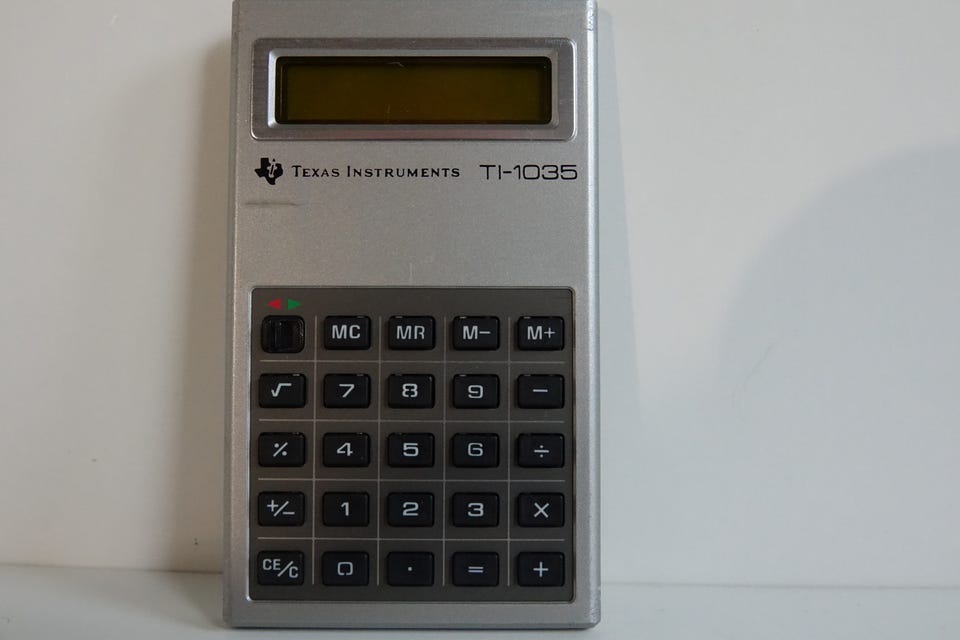 TEXAS INSTRUMENTS TI-1035
MC MR M− M+
√ 7 8 9 −
% 4 5 6 ÷
+/− 1 2 3 ×
CE/C 0 . = +